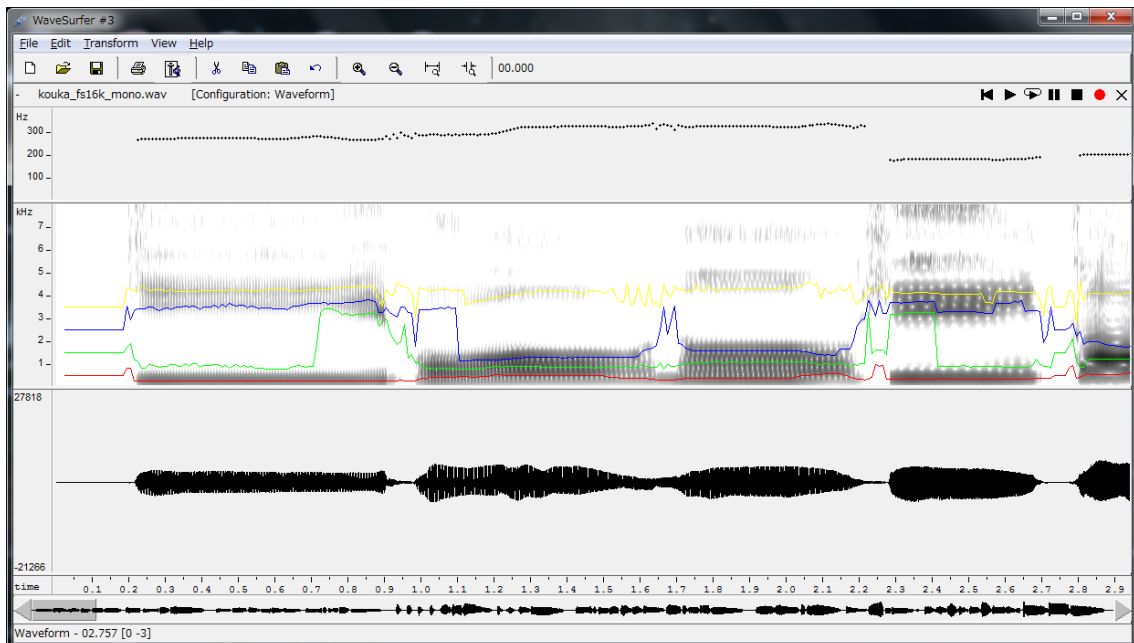 WaveSurfer #3
File Edit Transform View Help
00.000
- kouka_fs16k_mono.wav [Configuration: Waveform]
Hz
300
200
100
kHz
7
6
5
4
3
2
1
27818
-21266
time 0.1 0.2 0.3 0.4 0.5 0.6 0.7 0.8 0.9 1.0 1.1 1.2 1.3 1.4 1.5 1.6 1.7 1.8 1.9 2.0 2.1 2.2 2.3 2.4 2.5 2.6 2.7 2.8 2.9
Waveform - 02.757 [0 -3]